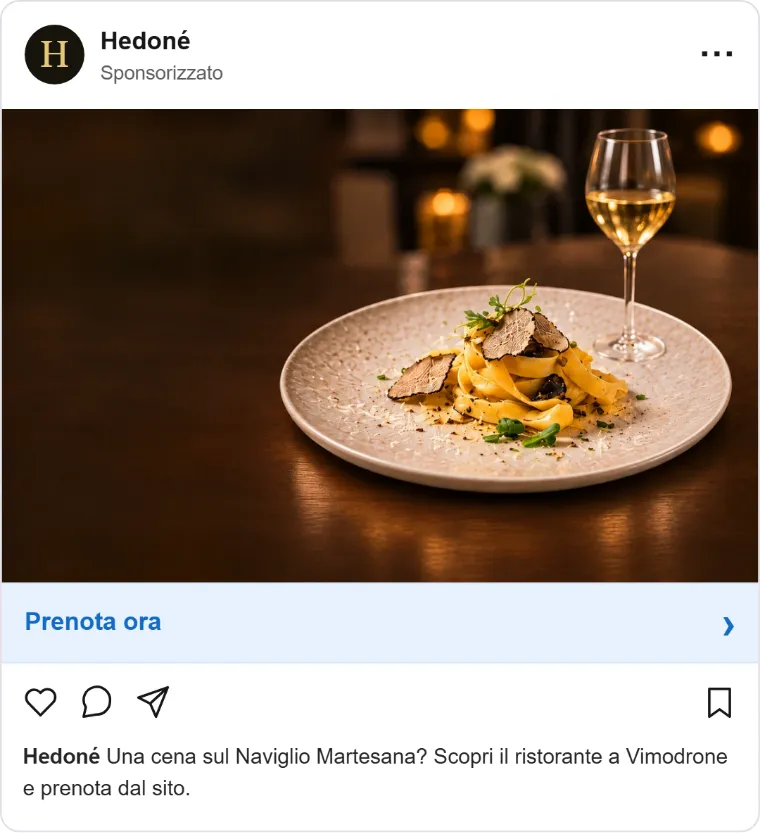 H
Hedoné
Sponsorizzato
Prenota ora
Hedoné Una cena sul Naviglio Martesana? Scopri il ristorante a Vimodrone
e prenota dal sito.